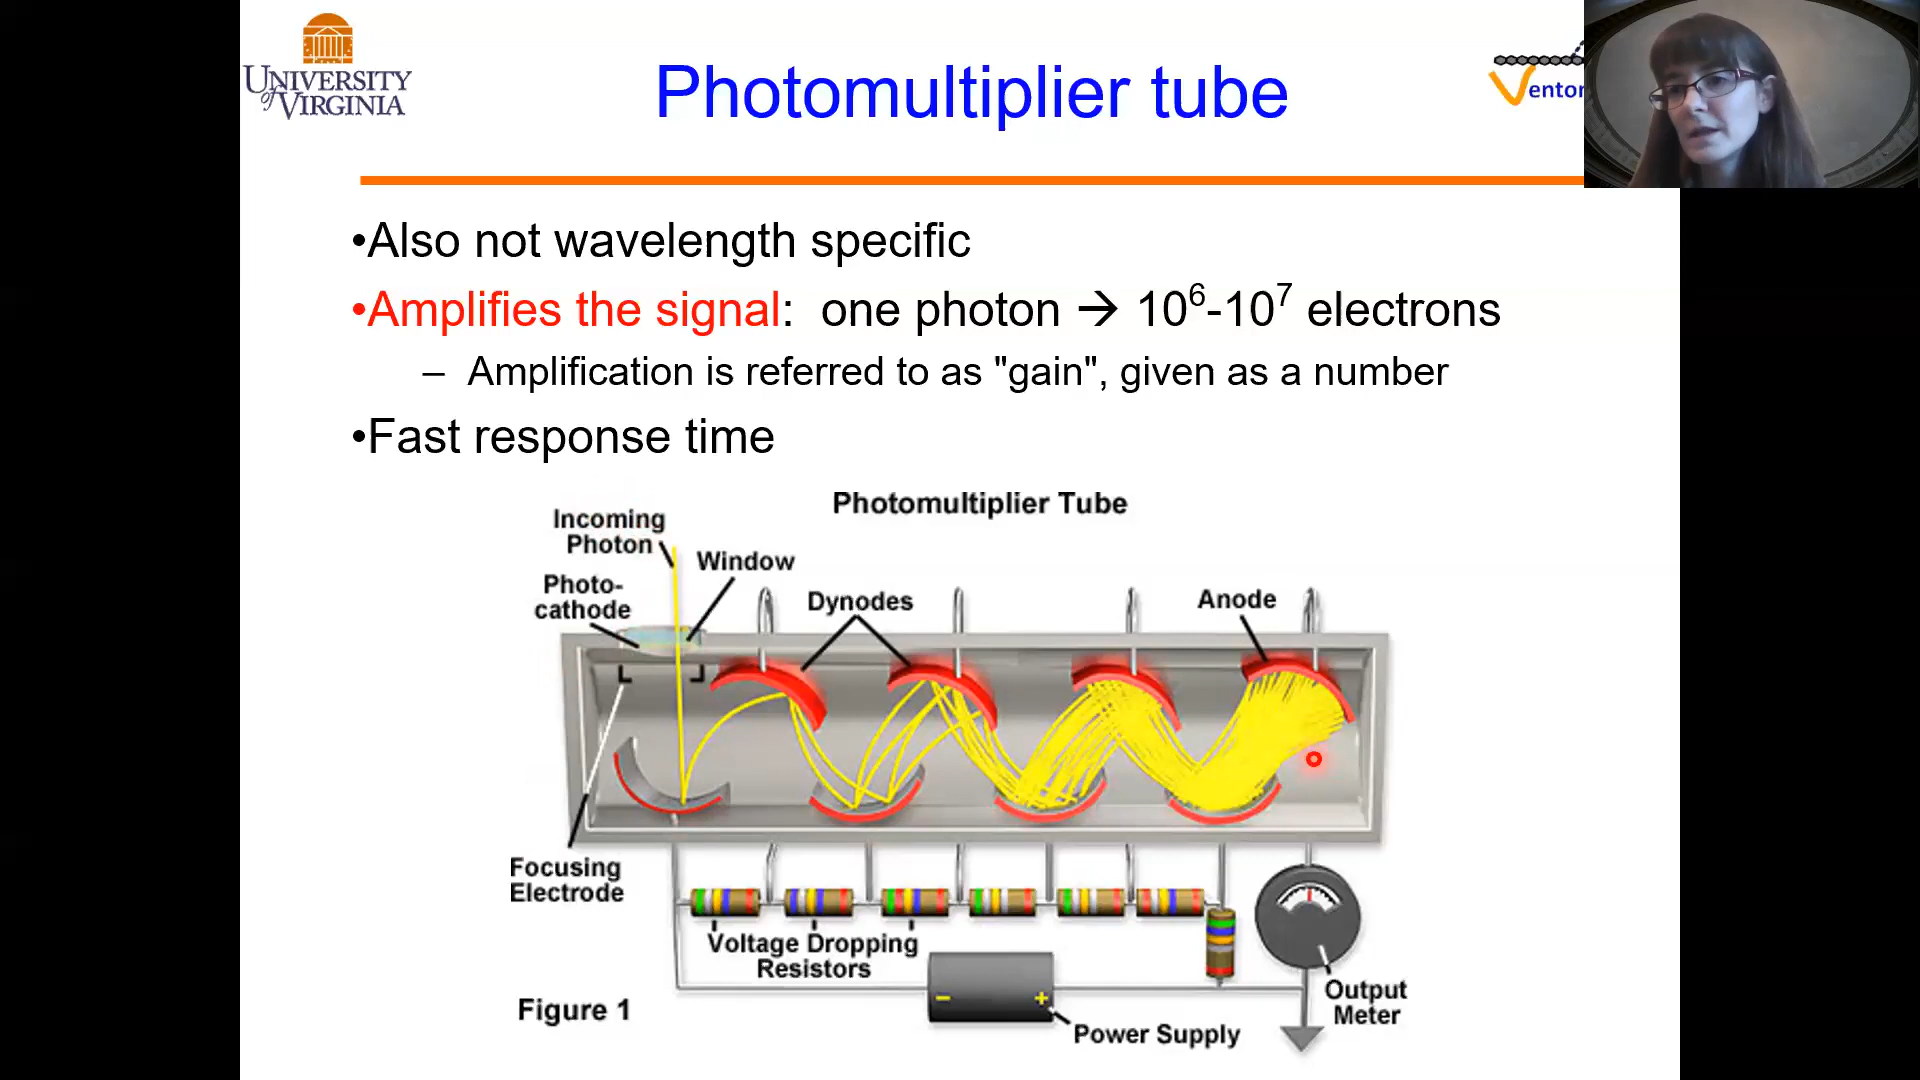 UNIVERSITY
of VIRGINIA
Photomultiplier tube
•Also not wavelength specific
•Amplifies the signal: one photon → 10⁶-10⁷ electrons
– Amplification is referred to as "gain", given as a number
•Fast response time
Photomultiplier Tube
Incoming
Photon
Window
Photo-
cathode
Dynodes
Anode
Focusing
Electrode
Voltage Dropping
Resistors
Figure 1
- +
Power Supply
Output
Meter